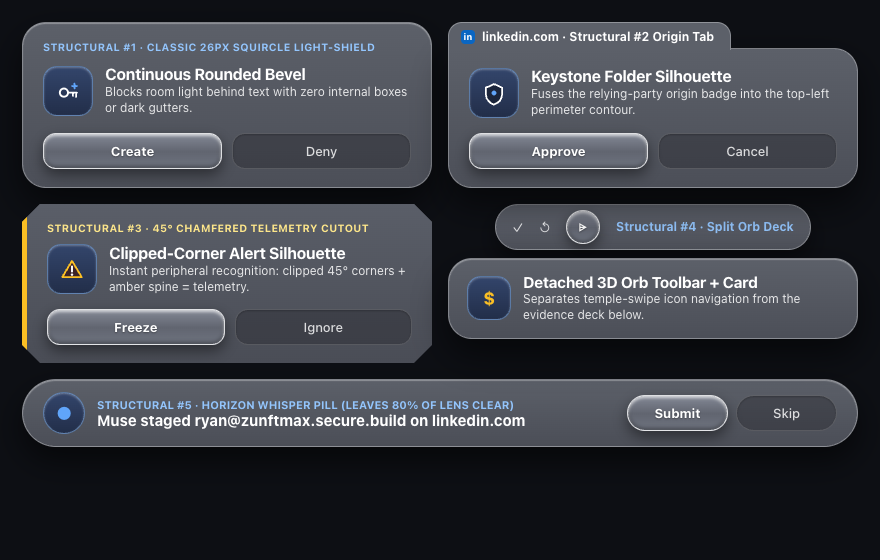 STRUCTURAL #1 · CLASSIC 26PX SQUIRCLE LIGHT-SHIELD
Continuous Rounded Bevel
Blocks room light behind text with zero internal boxes
or dark gutters.
Create
Deny
in linkedin.com · Structural #2 Origin Tab
Keystone Folder Silhouette
Fuses the relying-party origin badge into the top-left
perimeter contour.
Approve
Cancel
STRUCTURAL #3 · 45° CHAMFERED TELEMETRY CUTOUT
Clipped-Corner Alert Silhouette
Instant peripheral recognition: clipped 45° corners +
amber spine = telemetry.
Freeze
Ignore
Structural #4 · Split Orb Deck
$
Detached 3D Orb Toolbar + Card
Separates temple-swipe icon navigation from the
evidence deck below.
STRUCTURAL #5 · HORIZON WHISPER PILL (LEAVES 80% OF LENS CLEAR)
Muse staged ryan@zunftmax.secure.build on linkedin.com
Submit
Skip